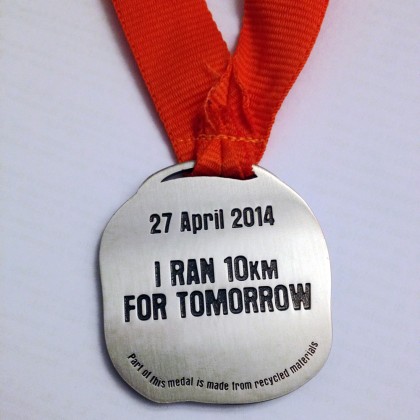 27 April 2014
I RAN 10KM
FOR TOMORROW
Part of this medal is made from recycled materials